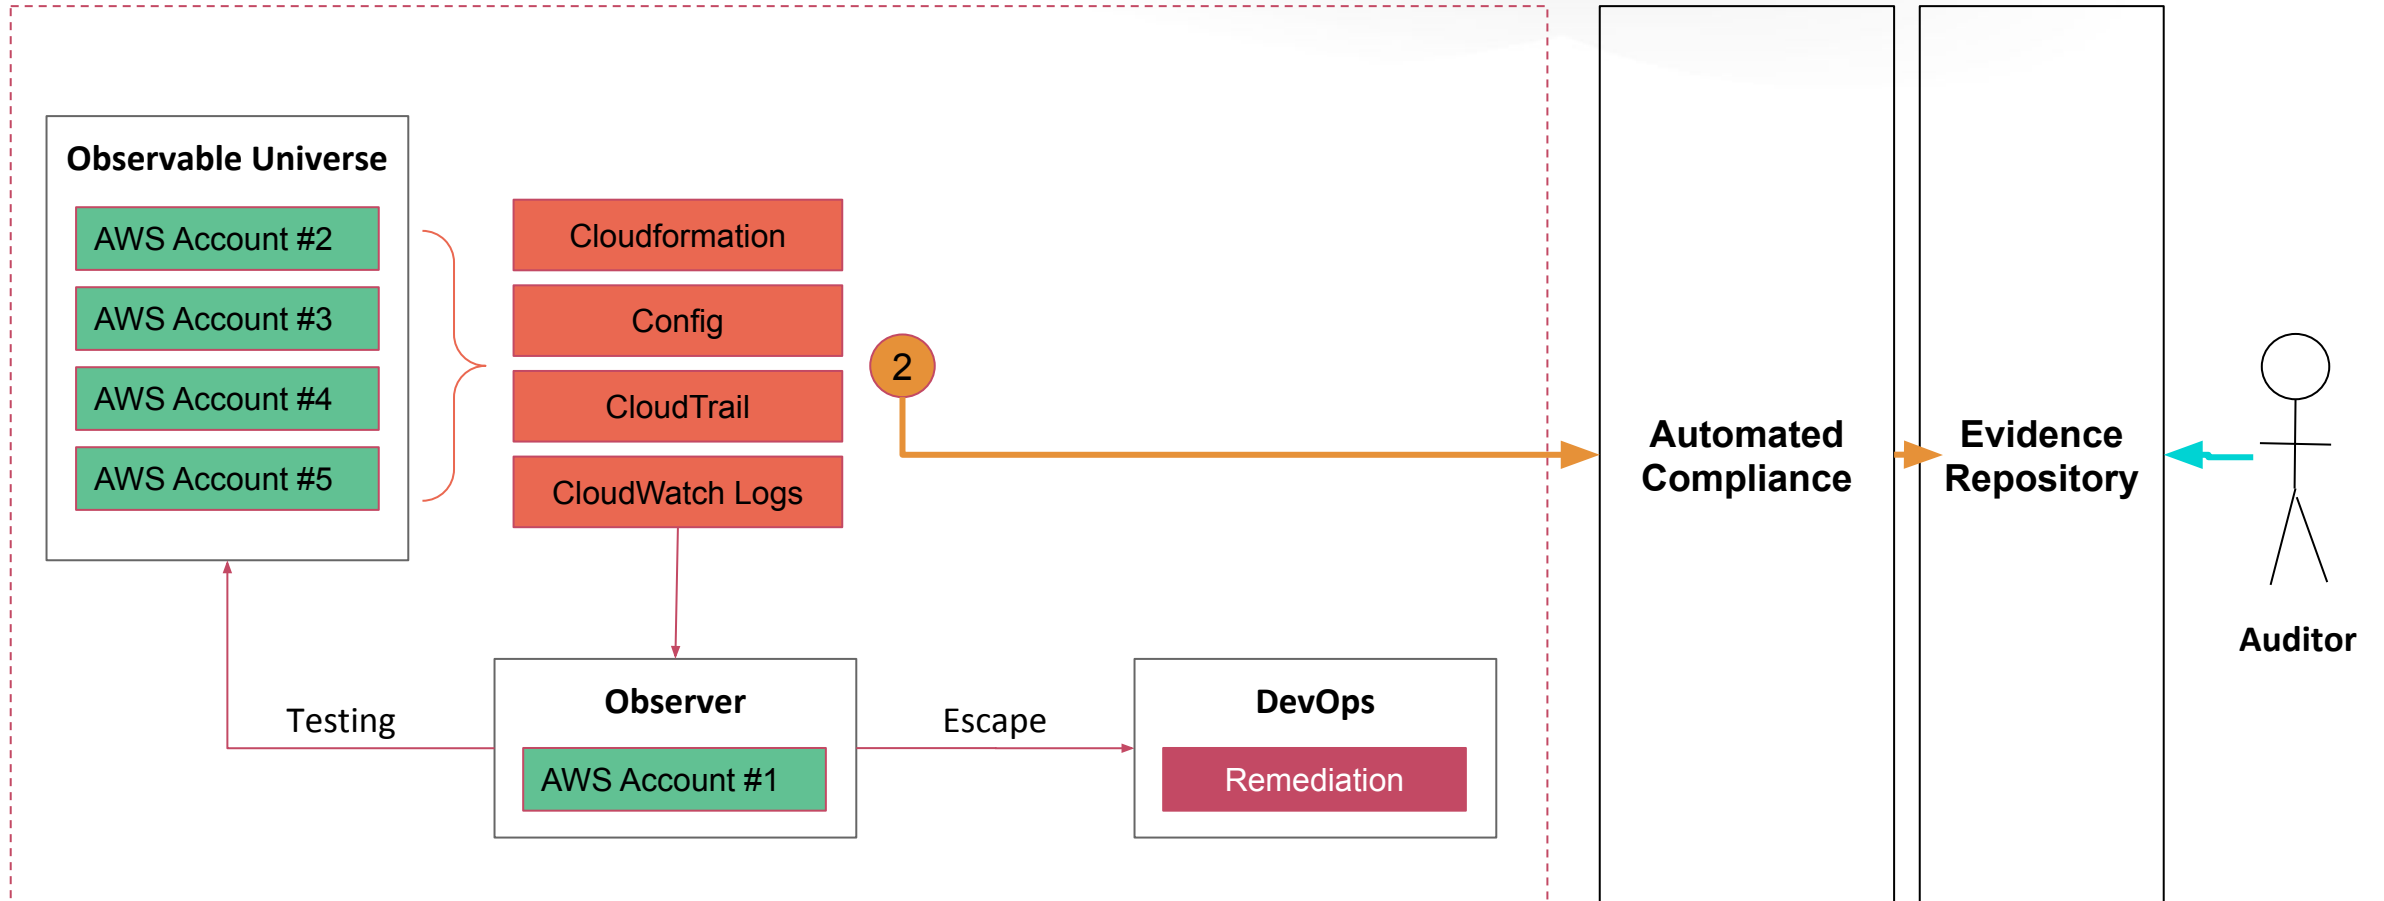 Observable Universe
AWS Account #2
AWS Account #3
AWS Account #4
AWS Account #5
Cloudformation
Config
CloudTrail
CloudWatch Logs
2
Automated
Compliance
Evidence
Repository
Auditor
Testing
Observer
AWS Account #1
Escape
DevOps
Remediation